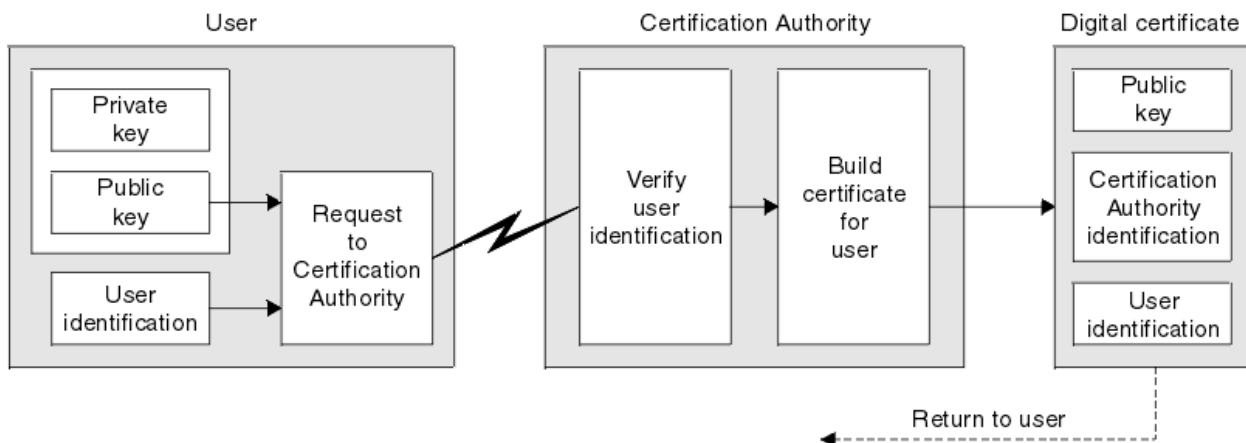 User
Certification Authority
Digital certificate
Private
key
Public
key
User
identification
Request
to
Certification
Authority
Verify
user
identification
Build
certificate
for
user
Public
key
Certification
Authority
identification
User
identification
Return to user